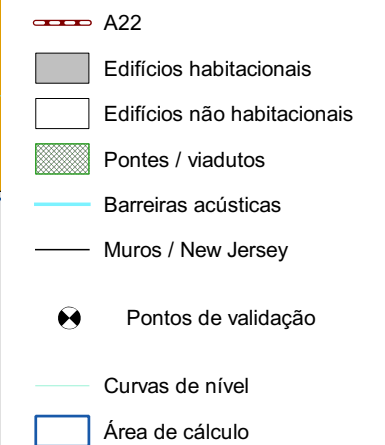 A22
Edifícios habitacionais
Edifícios não habitacionais
Pontes / viadutos
Barreiras acústicas
Muros / New Jersey
Pontos de validação
Curvas de nível
Área de cálculo